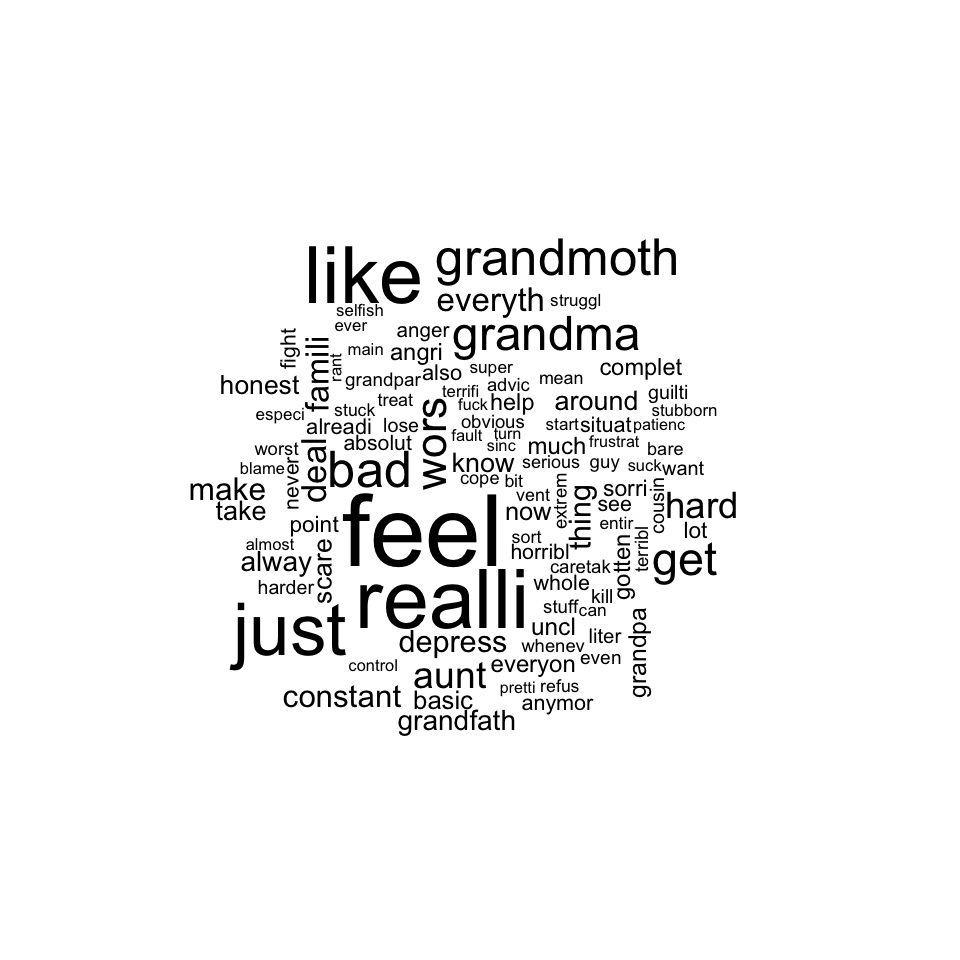 like grandmoth
everyth struggl
selfish
ever anger grandma
fight famili rant main angri
also super complet
honest grandpar terrifi advic mean
treat fuck help around guilti
especi stuck wors obvious stubborn
alreadi lose fault turn start situat patienc
worst absolut sinc much frustrat bare
blame never deal bad know serious guy suck want
make cope bit
take vent extrem thing sorri see cousin hard
point feel now entir lot
almost sort
alway scare horribl gotten terribl get
caretak
harder realli whole kill
just stuff can
depress uncl liter grandpa
whenev
control aunt everyon even
constant basic pretti refus
anymor
grandfath